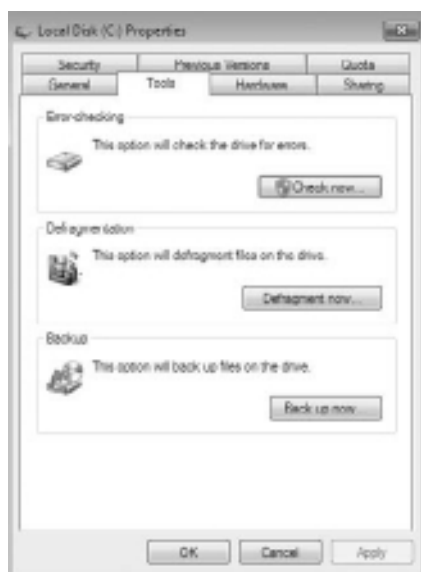 Local Disk (C:) Properties
Security Previous Versions Quota
General Tools Hardware Sharing
Error-checking
This option will check the drive for errors.
Check now...
Defragmentation
This option will defragment files on the drive.
Defragment now...
Backup
This option will back up files on the drive.
Back up now...
OK Cancel Apply